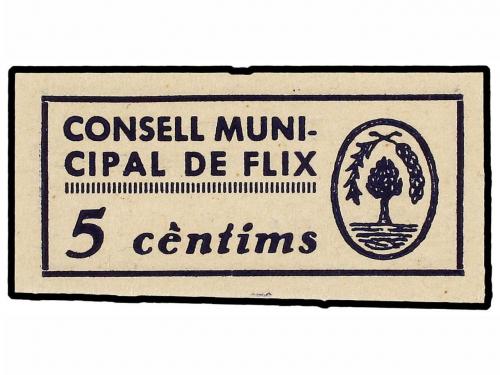 CONSELL MUNI-
CIPAL DE FLIX
5 cèntims